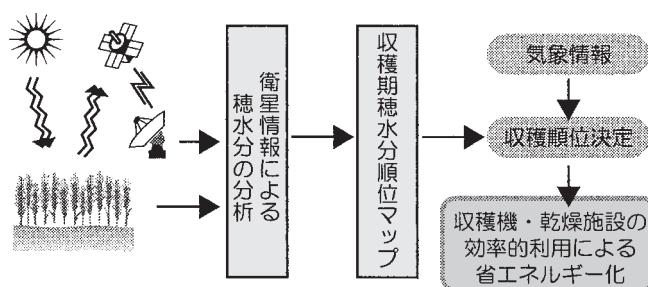 衛星情報による
穂水分の分析
収穫期穂水分順位マップ
気象情報
収穫順位決定
収穫機・乾燥施設の
効率的利用による
省エネルギー化